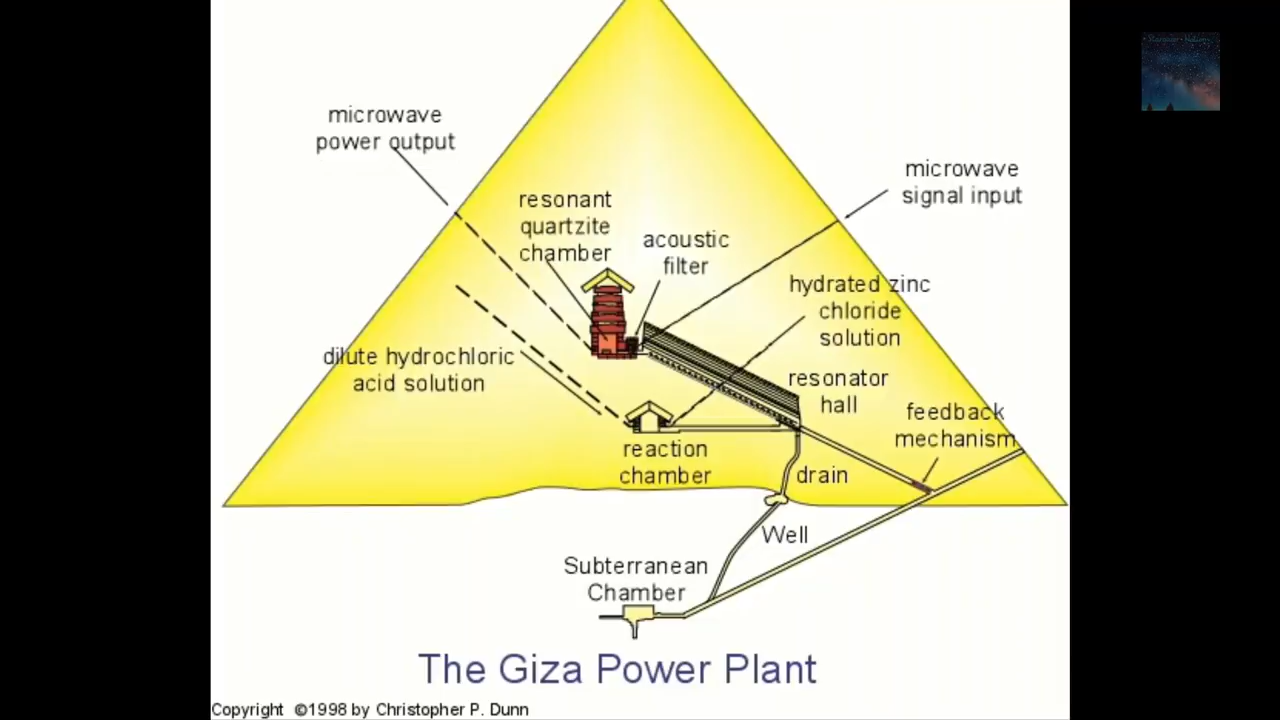 microwave
power output
microwave
signal input
resonant
quartzite
chamber
acoustic
filter
hydrated zinc
chloride
solution
dilute hydrochloric
acid solution
resonator
hall
feedback
mechanism
reaction
chamber
drain
Well
Subterranean
Chamber
The Giza Power Plant
Copyright ©1998 by Christopher P. Dunn